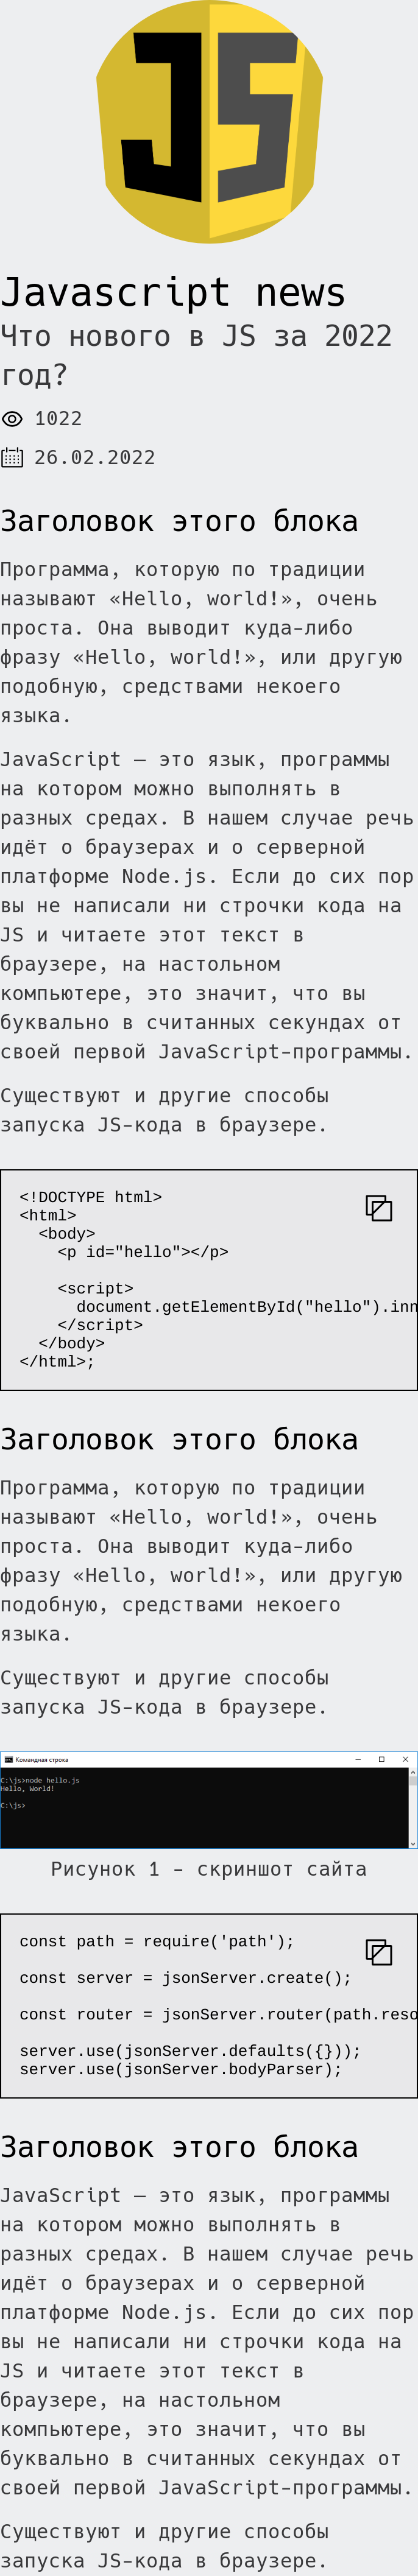 JS
Javascript news
Что нового в JS за 2022
год?
1022
26.02.2022
Заголовок этого блока
Программа, которую по традиции
называют «Hello, world!», очень
проста. Она выводит куда-либо
фразу «Hello, world!», или другую
подобную, средствами некоего
языка.
JavaScript — это язык, программы
на котором можно выполнять в
разных средах. В нашем случае речь
идёт о браузерах и о серверной
платформе Node.js. Если до сих пор
вы не написали ни строчки кода на
JS и читаете этот текст в
браузере, на настольном
компьютере, это значит, что вы
буквально в считанных секундах от
своей первой JavaScript-программы.
Существуют и другие способы
запуска JS-кода в браузере.
<!DOCTYPE html>
<html>
  <body>
    <p id="hello"></p>
    <script>
      document.getElementById("hello").inn
    </script>
  </body>
</html>;
Заголовок этого блока
Программа, которую по традиции
называют «Hello, world!», очень
проста. Она выводит куда-либо
фразу «Hello, world!», или другую
подобную, средствами некоего
языка.
Существуют и другие способы
запуска JS-кода в браузере.
Командная строка
C:\js>node hello.js
Hello, World!
C:\js>
Рисунок 1 - скриншот сайта
const path = require('path');
const server = jsonServer.create();
const router = jsonServer.router(path.reso
server.use(jsonServer.defaults({}));
server.use(jsonServer.bodyParser);
Заголовок этого блока
JavaScript — это язык, программы
на котором можно выполнять в
разных средах. В нашем случае речь
идёт о браузерах и о серверной
платформе Node.js. Если до сих пор
вы не написали ни строчки кода на
JS и читаете этот текст в
браузере, на настольном
компьютере, это значит, что вы
буквально в считанных секундах от
своей первой JavaScript-программы.
Существуют и другие способы
запуска JS-кода в браузере.